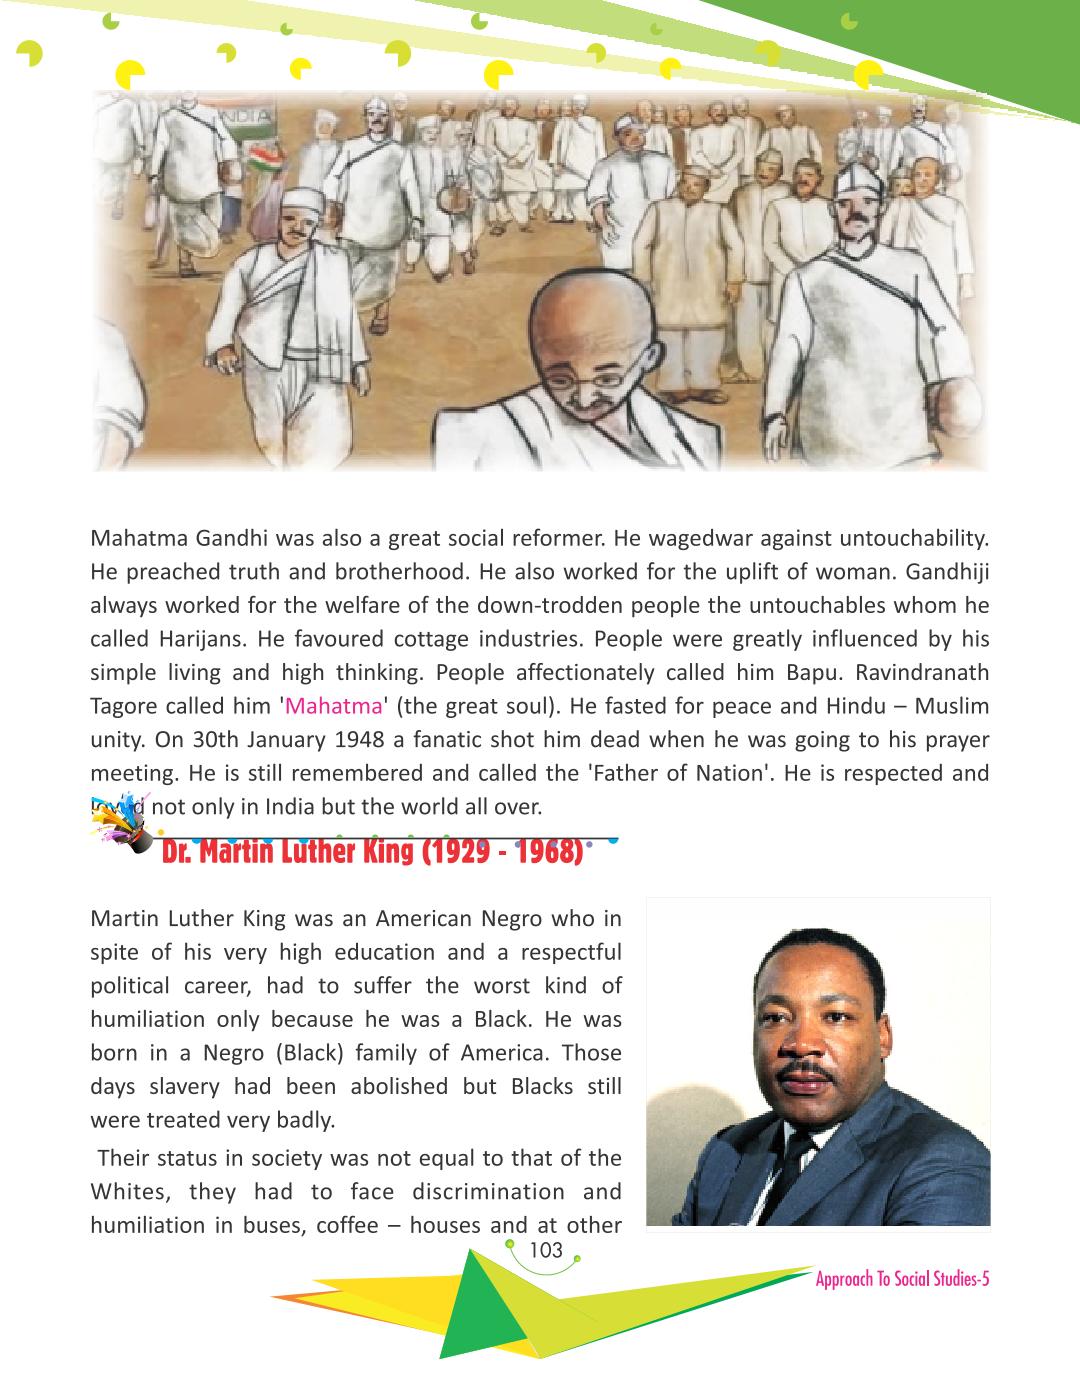 INDIA
Mahatma Gandhi was also a great social reformer. He wagedwar against untouchability.
He preached truth and brotherhood. He also worked for the uplift of woman. Gandhiji
always worked for the welfare of the down-trodden people the untouchables whom he
called Harijans. He favoured cottage industries. People were greatly influenced by his
simple living and high thinking. People affectionately called him Bapu. Ravindranath
Tagore called him 'Mahatma' (the great soul). He fasted for peace and Hindu – Muslim
unity. On 30th January 1948 a fanatic shot him dead when he was going to his prayer
meeting. He is still remembered and called the 'Father of Nation'. He is respected and
loved not only in India but the world all over.
Dr. Martin Luther King (1929 - 1968)
Martin Luther King was an American Negro who in
spite of his very high education and a respectful
political career, had to suffer the worst kind of
humiliation only because he was a Black. He was
born in a Negro (Black) family of America. Those
days slavery had been abolished but Blacks still
were treated very badly.
Their status in society was not equal to that of the
Whites, they had to face discrimination and
humiliation in buses, coffee – houses and at other
103
Approach To Social Studies-5